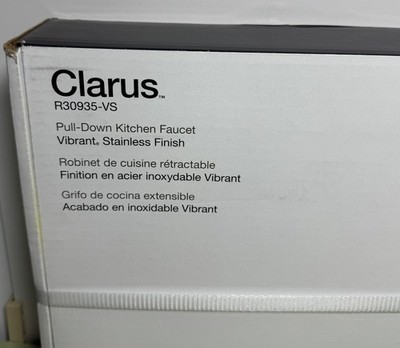 Clarus™
R30935-VS
Pull-Down Kitchen Faucet
Vibrant® Stainless Finish
Robinet de cuisine rétractable
Finition en acier inoxydable Vibrant
Grifo de cocina extensible
Acabado en inoxidable Vibrant